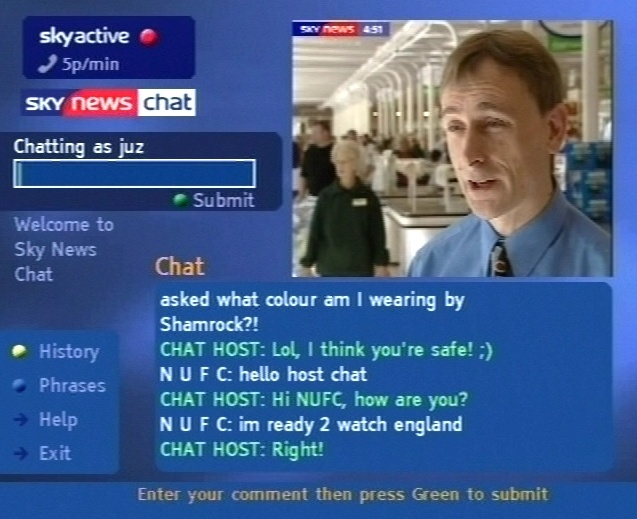 skyactive
5p/min
sky news chat
Chatting as juz
Submit
Welcome to
Sky News
Chat
History
Phrases
Help
Exit
sky news 4:51
Chat
asked what colour am I wearing by
Shamrock?!
CHAT HOST: Lol, I think you're safe! ;)
N U F C: hello host chat
CHAT HOST: Hi NUFC, how are you?
N U F C: im ready 2 watch england
CHAT HOST: Right!
Enter your comment then press Green to submit